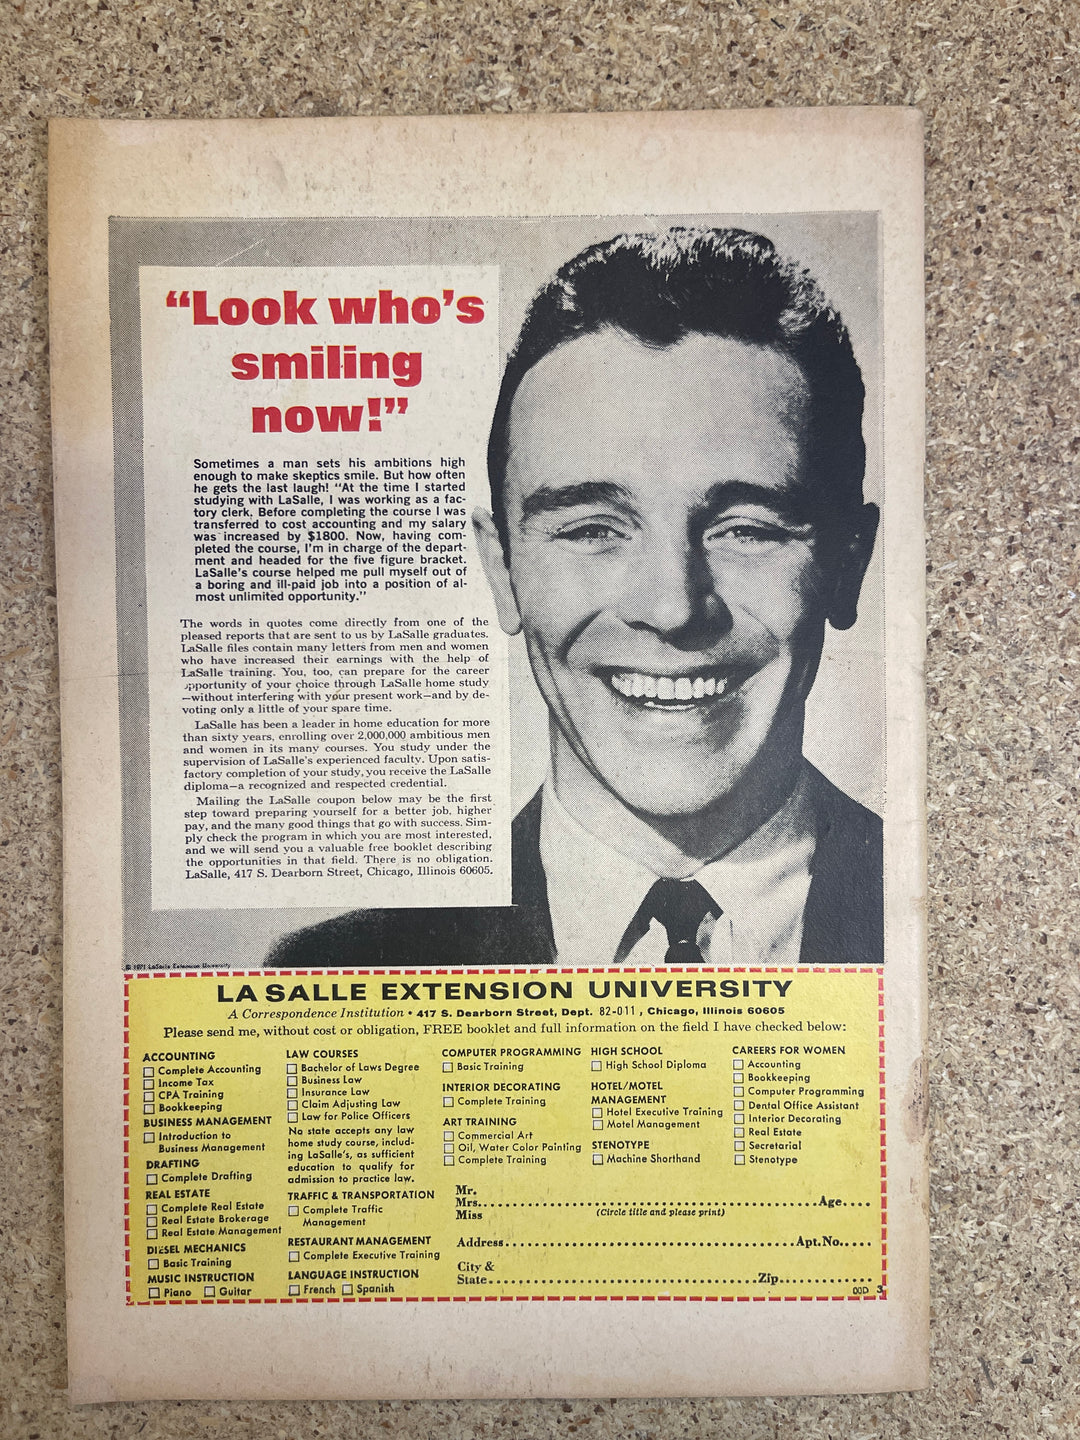 “Look who’s
smiling
now!”
Sometimes a man sets his ambitions high
enough to make skeptics smile. But how often
he gets the last laugh! “At the time I started
studying with LaSalle, I was working as a fac-
tory clerk. Before completing the course I was
transferred to cost accounting and my salary
was increased by $1800. Now, having com-
pleted the course, I’m in charge of the depart-
ment and headed for the five figure bracket.
LaSalle’s course helped me pull myself out of
a boring and ill-paid job into a position of al-
most unlimited opportunity.”
The words in quotes come directly from one of the
pleased reports that are sent to us by LaSalle graduates.
LaSalle files contain many letters from men and women
who have increased their earnings with the help of
LaSalle training. You, too, can prepare for the career
opportunity of your choice through LaSalle home study
—without interfering with your present work—and by de-
voting only a little of your spare time.
LaSalle has been a leader in home education for more
than sixty years, enrolling over 2,000,000 ambitious men
and women in its many courses. You study under the
supervision of LaSalle’s experienced faculty. Upon satis-
factory completion of your study, you receive the LaSalle
diploma—a recognized and respected credential.
Mailing the LaSalle coupon below may be the first
step toward preparing yourself for a better job, higher
pay, and the many good things that go with success. Sim-
ply check the program in which you are most interested,
and we will send you a valuable free booklet describing
the opportunities in that field. There is no obligation.
LaSalle, 417 S. Dearborn Street, Chicago, Illinois 60605.
© 1971 LaSalle Extension University
LA SALLE EXTENSION UNIVERSITY
A Correspondence Institution • 417 S. Dearborn Street, Dept. 82-011, Chicago, Illinois 60605
Please send me, without cost or obligation, FREE booklet and full information on the field I have checked below:
ACCOUNTING
Complete Accounting
Income Tax
CPA Training
Bookkeeping
BUSINESS MANAGEMENT
Introduction to
Business Management
DRAFTING
Complete Drafting
REAL ESTATE
Complete Real Estate
Real Estate Brokerage
Real Estate Management
DIESEL MECHANICS
Basic Training
MUSIC INSTRUCTION
Piano Guitar
LAW COURSES
Bachelor of Laws Degree
Business Law
Insurance Law
Claim Adjusting Law
Law for Police Officers
No state accepts any law
home study course, includ-
ing LaSalle’s, as sufficient
education to qualify for
admission to practice law.
TRAFFIC & TRANSPORTATION
Complete Traffic
Management
RESTAURANT MANAGEMENT
Complete Executive Training
LANGUAGE INSTRUCTION
French Spanish
COMPUTER PROGRAMMING
Basic Training
INTERIOR DECORATING
Complete Training
ART TRAINING
Commercial Art
Oil, Water Color Painting
Complete Training
HIGH SCHOOL
High School Diploma
HOTEL/MOTEL
MANAGEMENT
Hotel Executive Training
Motel Management
STENOTYPE
Machine Shorthand
CAREERS FOR WOMEN
Accounting
Bookkeeping
Computer Programming
Dental Office Assistant
Interior Decorating
Real Estate
Secretarial
Stenotype
Mr.
Mrs. Age
Miss (Circle title and please print)
Address Apt. No.
City &
State Zip
3